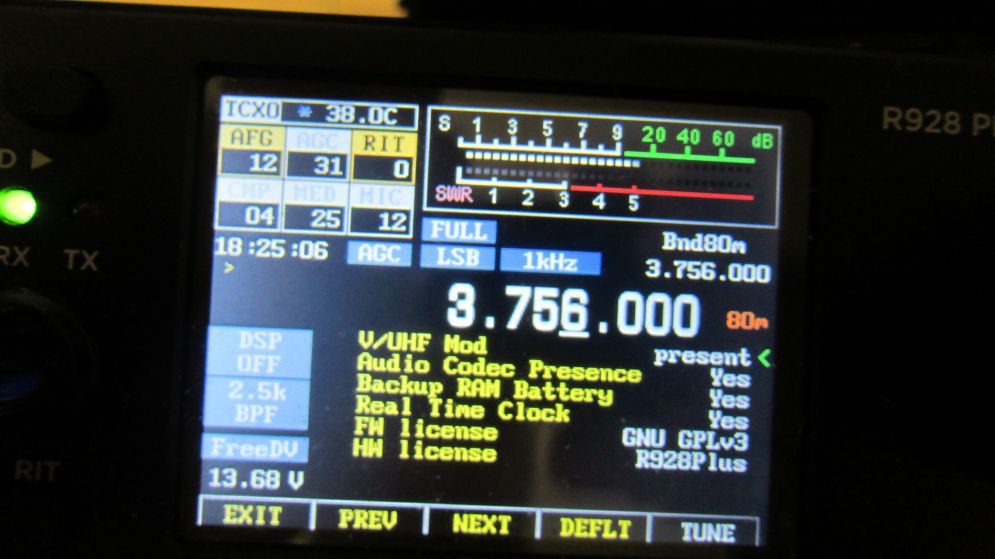 TCXO * 38.0C
AFG AGC RIT
12 31 0
CMP MED MIC
04 25 12
S 1 3 5 7 9 20 40 60 dB
SWR 1 2 3 4 5
R928
RX TX
18:25:06 AGC
FULL
LSB 1kHz
Bnd80m
3.756.000
>
3.756.000 80m
DSP
OFF
2.5k
BPF
FreeDV
13.68 V
V/UHF Mod present <
Audio Codec Presence Yes
Backup RAM Battery Yes
Real Time Clock Yes
FW license GNU GPLv3
HW license R928Plus
RIT
EXIT PREV NEXT DEFLT TUNE